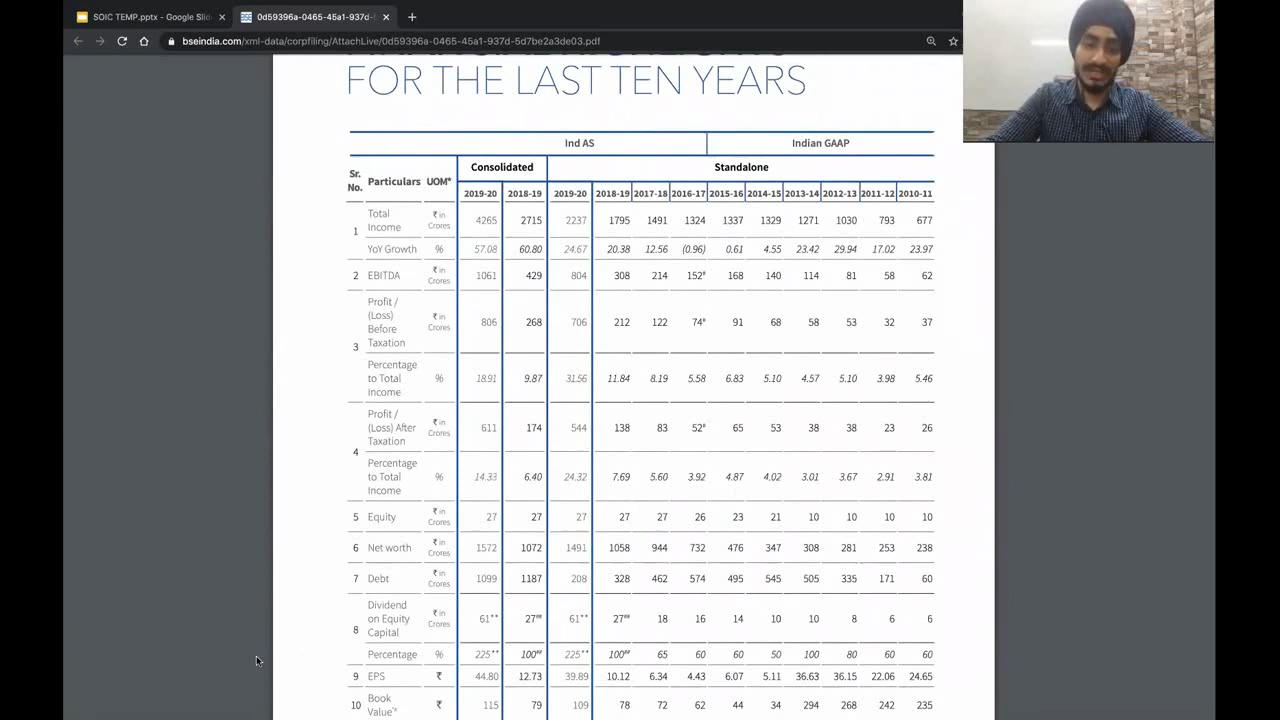 SOIC TEMP.pptx - Google Slid
0d59396a-0465-45a1-937d-
bseindia.com/xml-data/corpfiling/AttachLive/0d59396a-0465-45a1-937d-5d7be2a3de03.pdf
FOR THE LAST TEN YEARS
Ind AS Indian GAAP
Sr. No. Particulars UOM* Consolidated Standalone
2019-20 2018-19 2019-20 2018-19 2017-18 2016-17 2015-16 2014-15 2013-14 2012-13 2011-12 2010-11
1 Total Income ₹ in Crores 4265 2715 2237 1795 1491 1324 1337 1329 1271 1030 793 677
YoY Growth % 57.08 60.80 24.67 20.38 12.56 (0.96) 0.61 4.55 23.42 29.94 17.02 23.97
2 EBITDA ₹ in Crores 1061 429 804 308 214 152# 168 140 114 81 58 62
3 Profit / (Loss) Before Taxation ₹ in Crores 806 268 706 212 122 74# 91 68 58 53 32 37
Percentage to Total Income % 18.91 9.87 31.56 11.84 8.19 5.58 6.83 5.10 4.57 5.10 3.98 5.46
4 Profit / (Loss) After Taxation ₹ in Crores 611 174 544 138 83 52# 65 53 38 38 23 26
Percentage to Total Income % 14.33 6.40 24.32 7.69 5.60 3.92 4.87 4.02 3.01 3.67 2.91 3.81
5 Equity ₹ in Crores 27 27 27 27 27 26 23 21 10 10 10 10
6 Net worth ₹ in Crores 1572 1072 1491 1058 944 732 476 347 308 281 253 238
7 Debt ₹ in Crores 1099 1187 208 328 462 574 495 545 505 335 171 60
8 Dividend on Equity Capital ₹ in Crores 61** 27## 61** 27## 18 16 14 10 10 8 6 6
Percentage % 225** 100## 225** 100## 65 60 60 50 100 80 60 60
9 EPS ₹ 44.80 12.73 39.89 10.12 6.34 4.43 6.07 5.11 36.63 36.15 22.06 24.65
10 Book Value ₹ 115 79 109 78 72 62 44 34 294 268 242 235